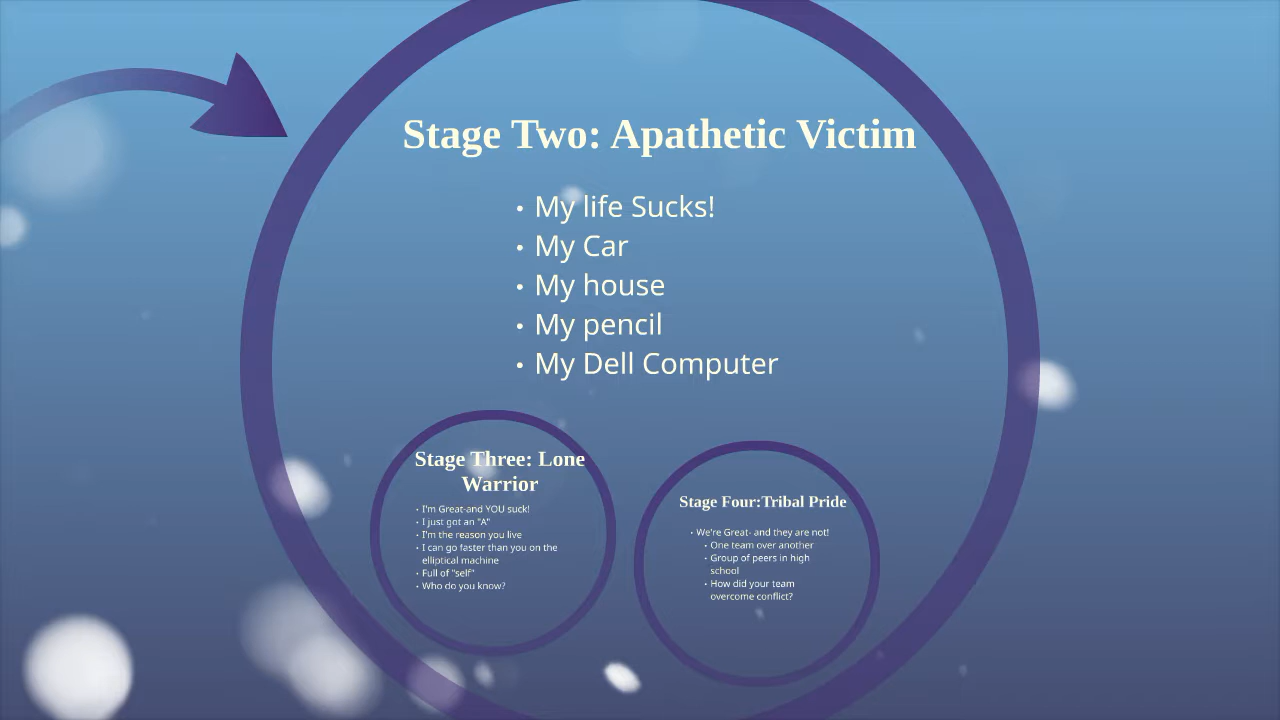 Stage Two: Apathetic Victim
• My life Sucks!
• My Car
• My house
• My pencil
• My Dell Computer
Stage Three: Lone
Warrior
• I'm Great-and YOU suck!
• I just got an "A"
• I'm the reason you live
• I can go faster than you on the
elliptical machine
• Full of "self"
• Who do you know?
Stage Four:Tribal Pride
• We're Great- and they are not!
• One team over another
• Group of peers in high
school
• How did your team
overcome conflict?